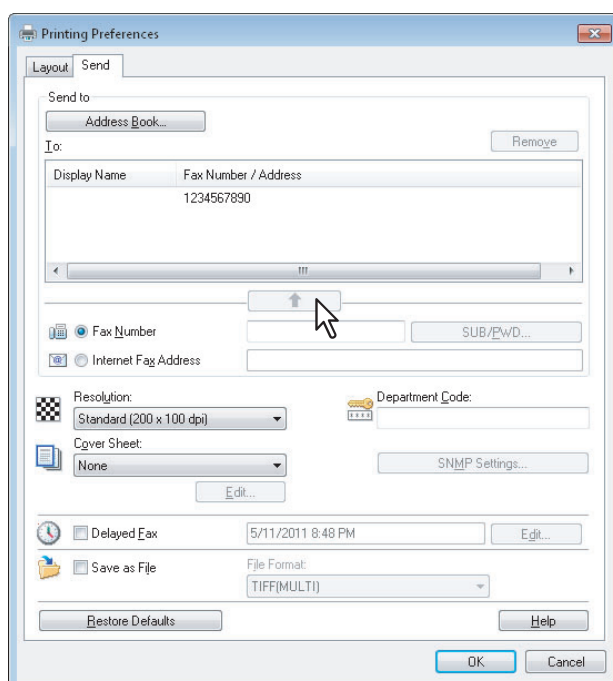 Printing Preferences
Layout Send
Send to
Address Book...
To:
Remove
Display Name Fax Number / Address
1234567890
Fax Number
SUB/PWD...
Internet Fax Address
Resolution:
Department Code:
Standard (200 x 100 dpi)
Cover Sheet:
None
SNMP Settings...
Edit...
Delayed Fax
5/11/2011 8:48 PM
Edit...
Save as File
File Format:
TIFF(MULTI)
Restore Defaults
Help
OK Cancel